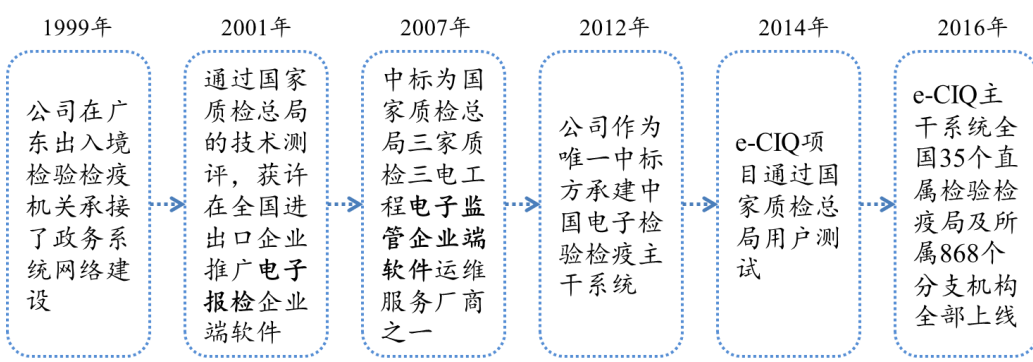 1999年
公司在广
东出入境
检验检疫
机关承接
了政务系
统网络建
设
2001年
通过国家
质检总局
的技术测
评，获许
在全国进
出口企业
推广电子
报检企业
端软件
2007年
中标为国
家质检总
局三家质
检三电工
程电子监
管企业端
软件运维
服务厂商
之一
2012年
公司作为
唯一中标
方承建中
国电子检
验检疫主
干系统
2014年
e-CIQ项
目通过国
家质检总
局用户测
试
2016年
e-CIQ主
干系统全
国35个直
属检验检
疫局及所
属868个
分支机构
全部上线